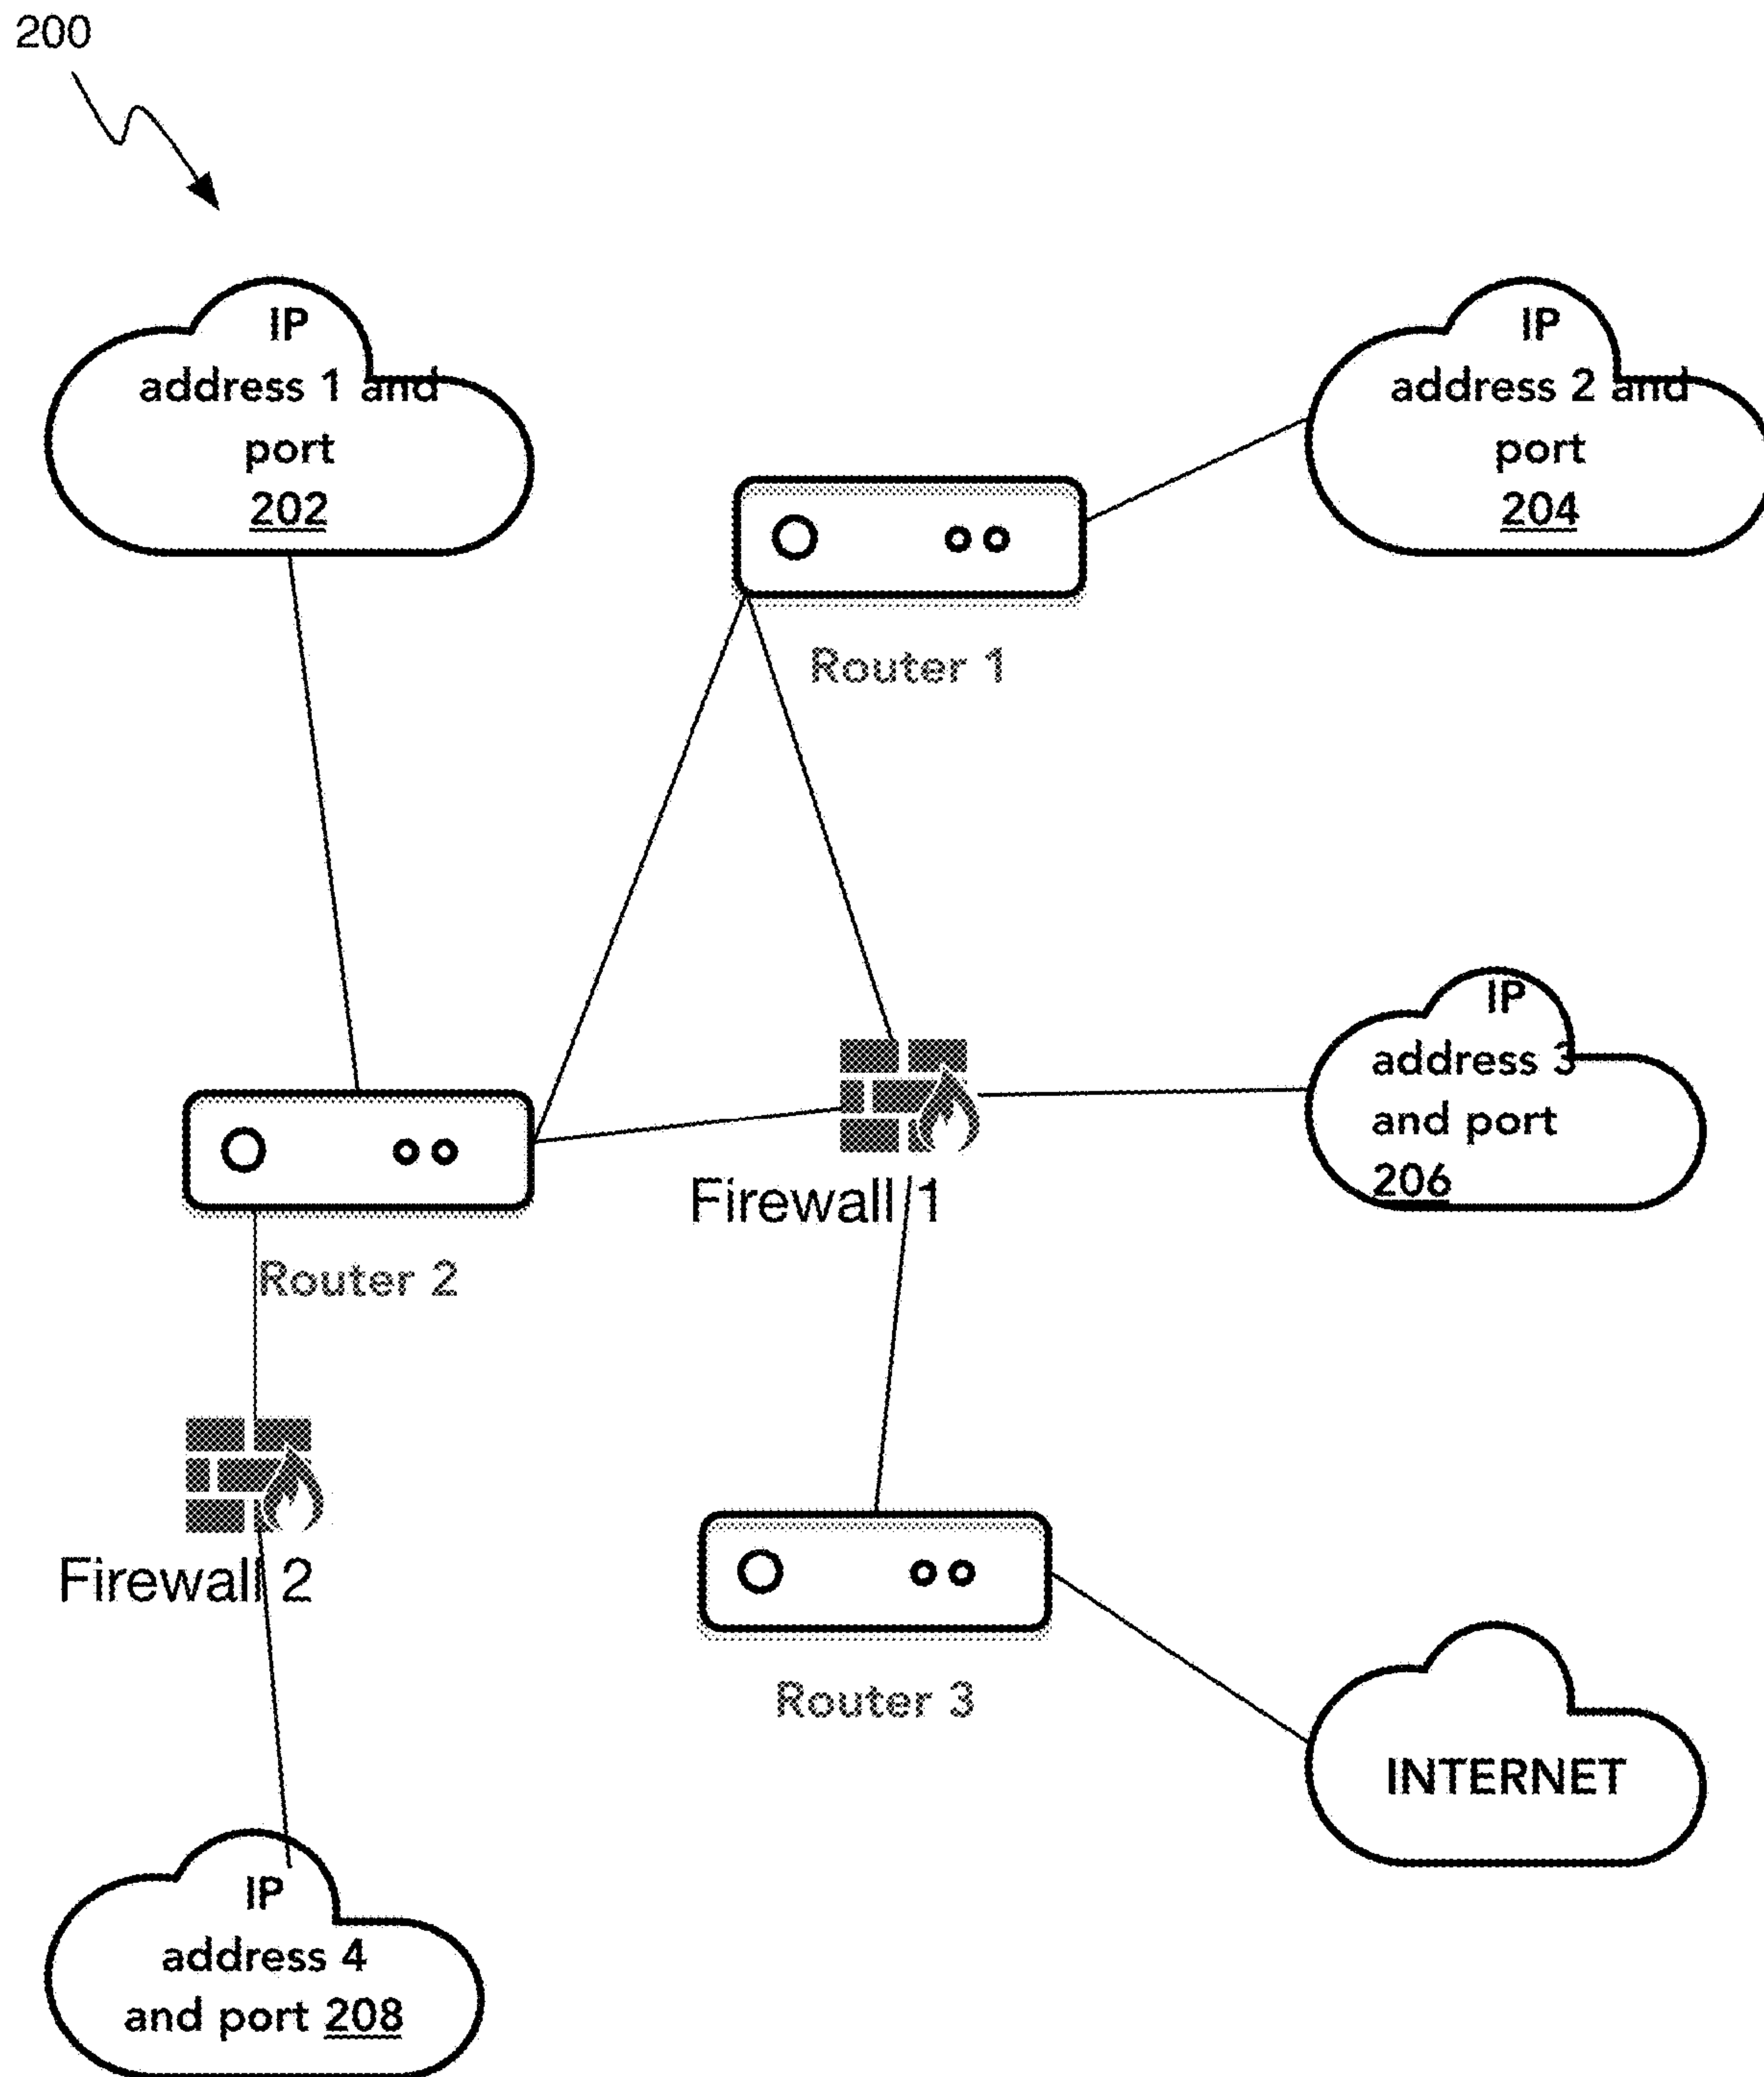 200
IP
address 1 and
port
202
IP
address 2 and
port
204
Router 1
IP
address 3
and port
206
Firewall 1
Router 2
Firewall 2
Router 3
INTERNET
IP
address 4
and port 208